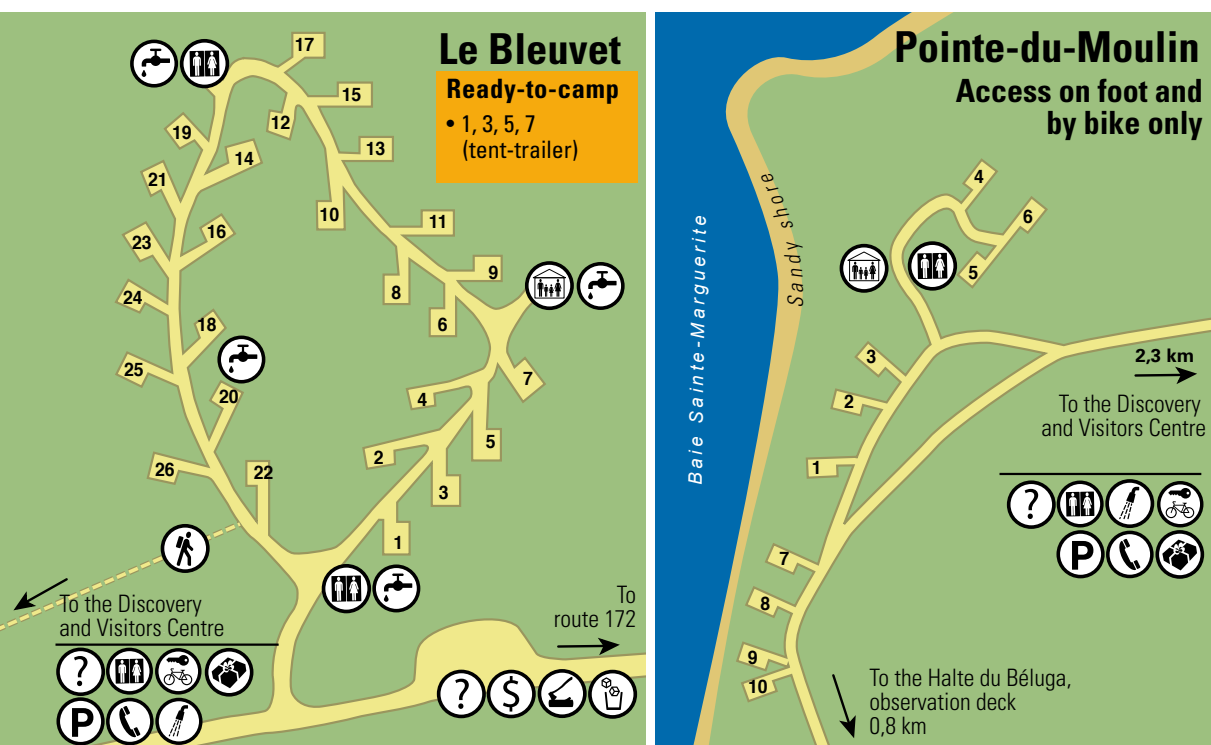 Le Bleuvet
Ready-to-camp
• 1, 3, 5, 7
(tent-trailer)
17
15
12
19
13
14
21
10
11
16
23
9
8
24
6
18
25
7
20
4
5
2
26
22
3
1
To the Discovery
and Visitors Centre
?
P
To
route 172
? $
Pointe-du-Moulin
Access on foot and
by bike only
Baie Sainte-Marguerite
Sandy shore
4
6
5
3
2
1
2,3 km
To the Discovery
and Visitors Centre
?
P
7
8
9
10
To the Halte du Béluga,
observation deck
0,8 km